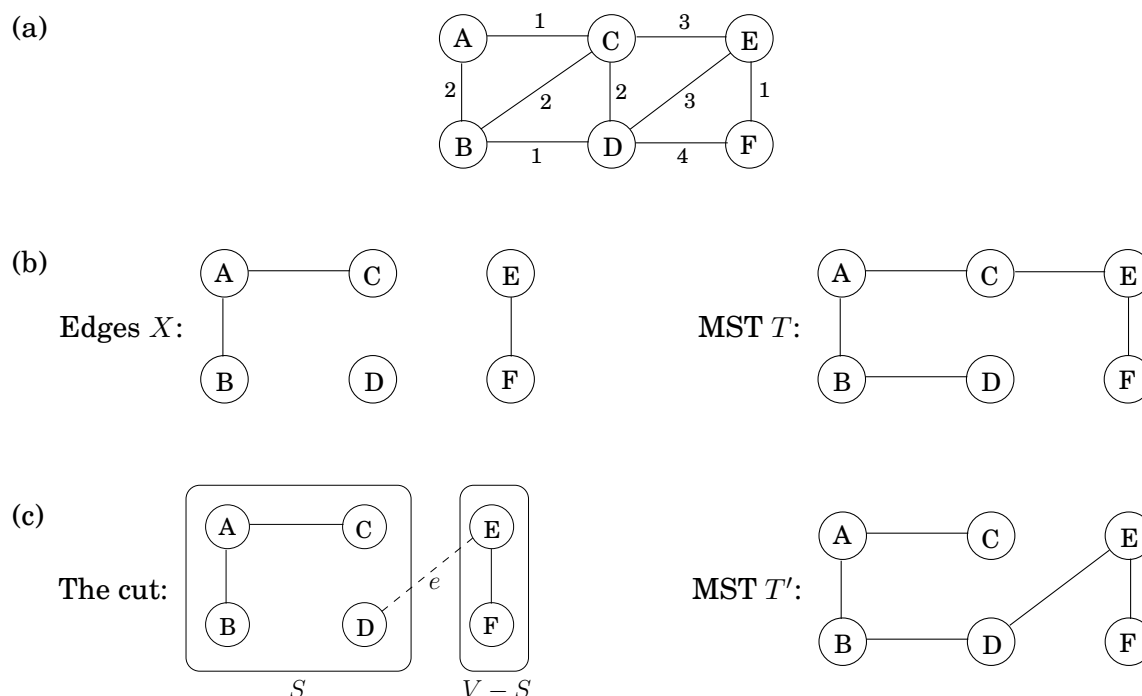 (a)
A 1 C 3 E
2 2 2 3 1
B 1 D 4 F
(b)
A C E A C E
Edges X: MST T:
B D F B D F
(c)
A C E A C E
The cut: e MST T′:
B D F B D F
S V − S